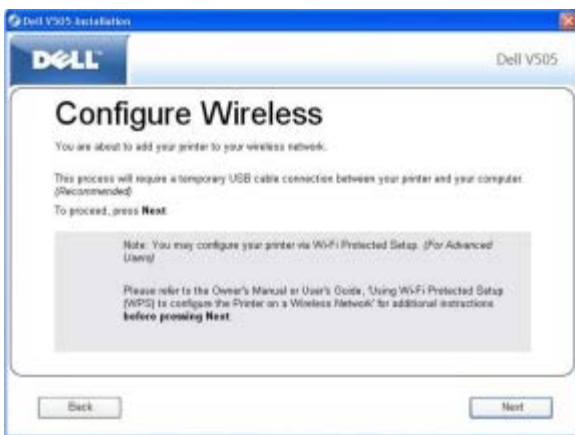 Dell V505 Installation
DELL
Dell V505
Configure Wireless
You are about to add your printer to your wireless network.
This process will require a temporary USB cable connection between your printer and your computer.
(Recommended)
To proceed, press Next
Note: You may configure your printer via Wi-Fi Protected Setup. (For Advanced
Users)
Please refer to the Owner's Manual or User's Guide, 'Using Wi-Fi Protected Setup
(WPS) to configure the Printer on a Wireless Network' for additional instructions
before pressing Next.
Back
Next